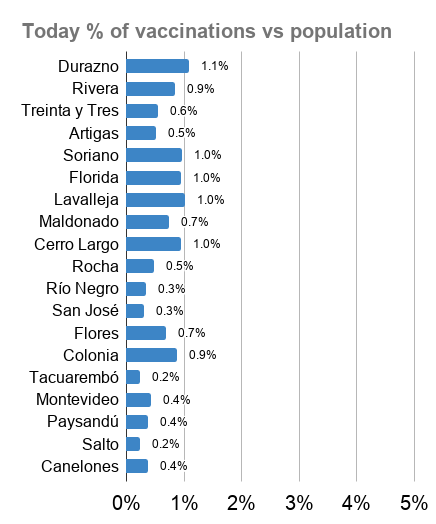 Today % of vaccinations vs population
Durazno 1.1%
Rivera 0.9%
Treinta y Tres 0.6%
Artigas 0.5%
Soriano 1.0%
Florida 1.0%
Lavalleja 1.0%
Maldonado 0.7%
Cerro Largo 1.0%
Rocha 0.5%
Río Negro 0.3%
San José 0.3%
Flores 0.7%
Colonia 0.9%
Tacuarembó 0.2%
Montevideo 0.4%
Paysandú 0.4%
Salto 0.2%
Canelones 0.4%
0% 1% 2% 3% 4% 5%